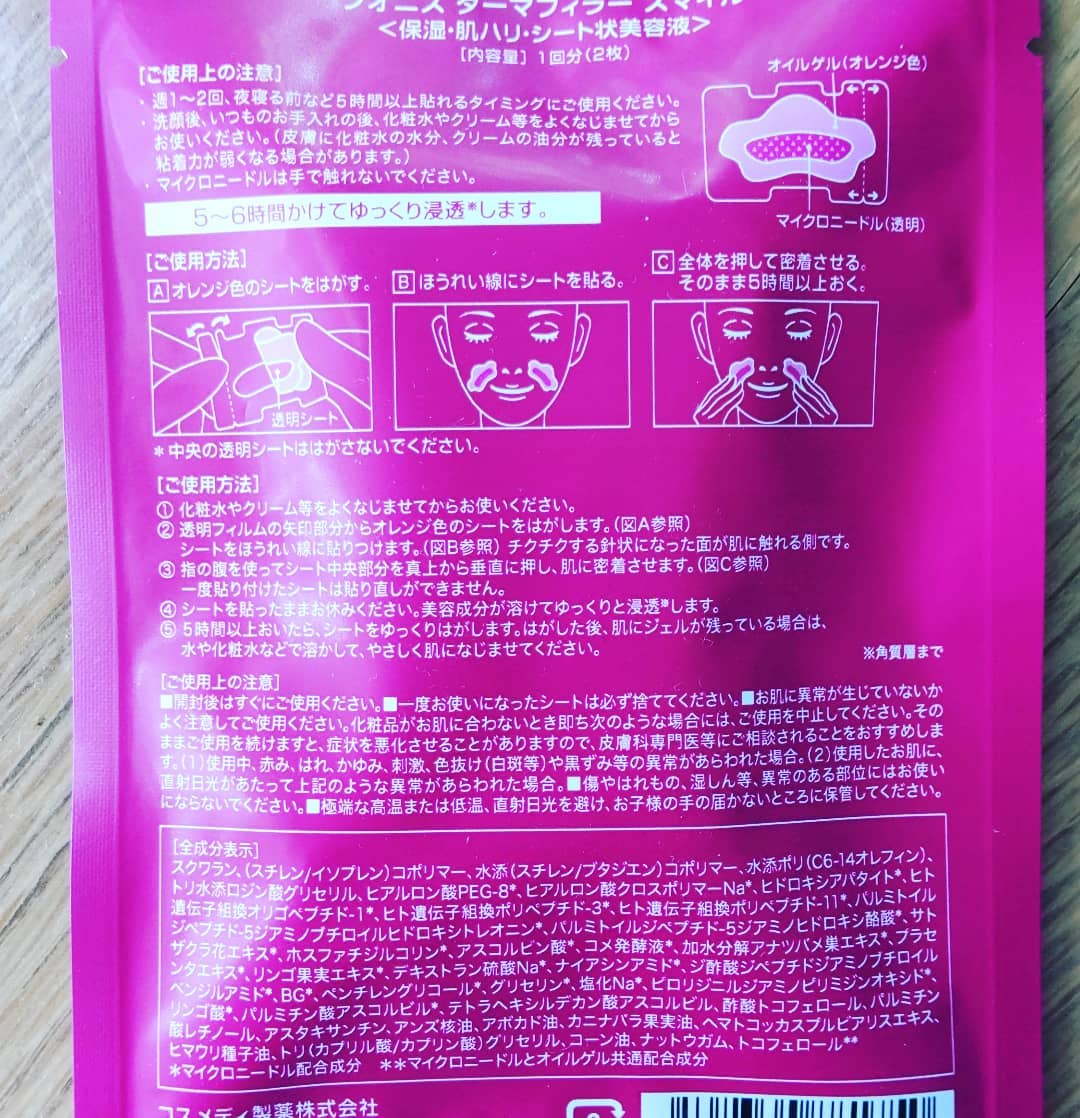 クオニス ダーマフィラー スマイル
<保湿・肌ハリ・シート状美容液>
[内容量] 1回分(2枚)
[ご使用上の注意]
・週1〜2回、夜寝る前など5時間以上貼れるタイミングにご使用ください。
・洗顔後、いつものお手入れの後、化粧水やクリーム等をよくなじませてから
お使いください。(皮膚に化粧水の水分、クリームの油分が残っていると
粘着力が弱くなる場合があります。)
・マイクロニードルは手で触れないでください。
5〜6時間かけてゆっくり浸透*します。
オイルゲル(オレンジ色)
マイクロニードル(透明)
[ご使用方法]
A オレンジ色のシートをはがす。
B ほうれい線にシートを貼る。
C 全体を押して密着させる。
そのまま5時間以上おく。
透明シート
*中央の透明シートははがさないでください。
[ご使用方法]
① 化粧水やクリーム等をよくなじませてからお使いください。
② 透明フィルムの矢印部分からオレンジ色のシートをはがします。(図A参照)
シートをほうれい線に貼りつけます。(図B参照) チクチクする針状になった面が肌に触れる側です。
③ 指の腹を使ってシート中央部分を真上から垂直に押し、肌に密着させます。(図C参照)
一度貼り付けたシートは貼り直しができません。
④ シートを貼ったままお休みください。美容成分が溶けてゆっくりと浸透※します。
⑤ 5時間以上おいたら、シートをゆっくりはがします。はがした後、肌にジェルが残っている場合は、
水や化粧水などで溶かして、やさしく肌になじませてください。
※角質層まで
[ご使用上の注意]
■開封後はすぐにご使用ください。■一度お使いになったシートは必ず捨ててください。■お肌に異常が生じていないか
よく注意してご使用ください。化粧品がお肌に合わないとき即ち次のような場合には、ご使用を中止してください。その
ままご使用を続けますと、症状を悪化させることがありますので、皮膚科専門医等にご相談されることをおすすめしま
す。(1)使用中、赤み、はれ、かゆみ、刺激、色抜け(白斑等)や黒ずみ等の異常があらわれた場合。(2)使用したお肌に、
直射日光があたって上記のような異常があらわれた場合。■傷やはれもの、湿しん等、異常のある部位にはお使い
にならないでください。■極端な高温または低温、直射日光を避け、お子様の手の届かないところに保管してください。
[全成分表示]
スクワラン、(スチレン/イソプレン)コポリマー、水添(スチレン/ブタジエン)コポリマー、水添ポリ(C6-14オレフィン)、
トリ水添ロジン酸グリセリル、ヒアルロン酸PEG-8*、ヒアルロン酸クロスポリマーNa*、ヒドロキシアパタイト*、ヒト
遺伝子組換オリゴペプチド-1*、ヒト遺伝子組換ポリペプチド-3*、ヒト遺伝子組換ポリペプチド-11*、パルミトイル
ジペプチド-5ジアミノブチロイルヒドロキシトレオニン*、パルミトイルジペプチド-5ジアミノヒドロキシ酪酸*、サト
ザクラ花エキス*、ホスファチジルコリン*、アスコルビン酸*、コメ発酵液*、加水分解アナツバメ巣エキス*、プラセ
ンタエキス*、リンゴ果実エキス*、デキストラン硫酸Na*、ナイアシンアミド*、ジ酢酸ジペプチドジアミノブチロイル
ベンジルアミド*、BG*、ペンチレングリコール*、グリセリン*、塩化Na*、ピロリジニルジアミノピリミジンオキシド*、
リンゴ酸*、パルミチン酸アスコルビル*、テトラヘキシルデカン酸アスコルビル、酢酸トコフェロール、パルミチン
酸レチノール、アスタキサンチン、アンズ核油、アボカド油、カニナバラ果実油、ヘマトコッカスプルビアリスエキス、
ヒマワリ種子油、トリ(カプリル酸/カプリン酸)グリセリル、コーン油、ナットウガム、トコフェロール**
*マイクロニードル配合成分 **マイクロニードルとオイルゲル共通配合成分
コスメディ製薬株式会社